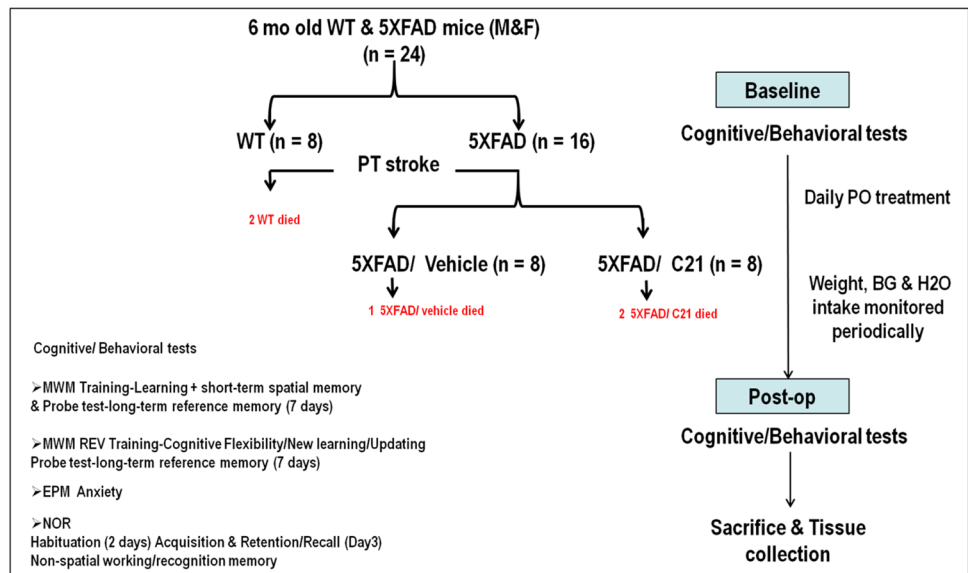 6 mo old WT & 5XFAD mice (M&F)
(n = 24)
WT (n = 8)
5XFAD (n = 16)
PT stroke
2 WT died
5XFAD/ Vehicle (n = 8)
5XFAD/ C21 (n = 8)
1 5XFAD/ vehicle died
2 5XFAD/ C21 died
Cognitive/ Behavioral tests
➢MWM Training-Learning + short-term spatial memory
& Probe test-long-term reference memory (7 days)
➢MWM REV Training-Cognitive Flexibility/New learning/Updating
Probe test-long-term reference memory (7 days)
➢EPM Anxiety
➢NOR
Habituation (2 days) Acquisition & Retention/Recall (Day3)
Non-spatial working/recognition memory
Baseline
Cognitive/Behavioral tests
Daily PO treatment
Weight, BG & H2O
intake monitored
periodically
Post-op
Cognitive/Behavioral tests
Sacrifice & Tissue
collection